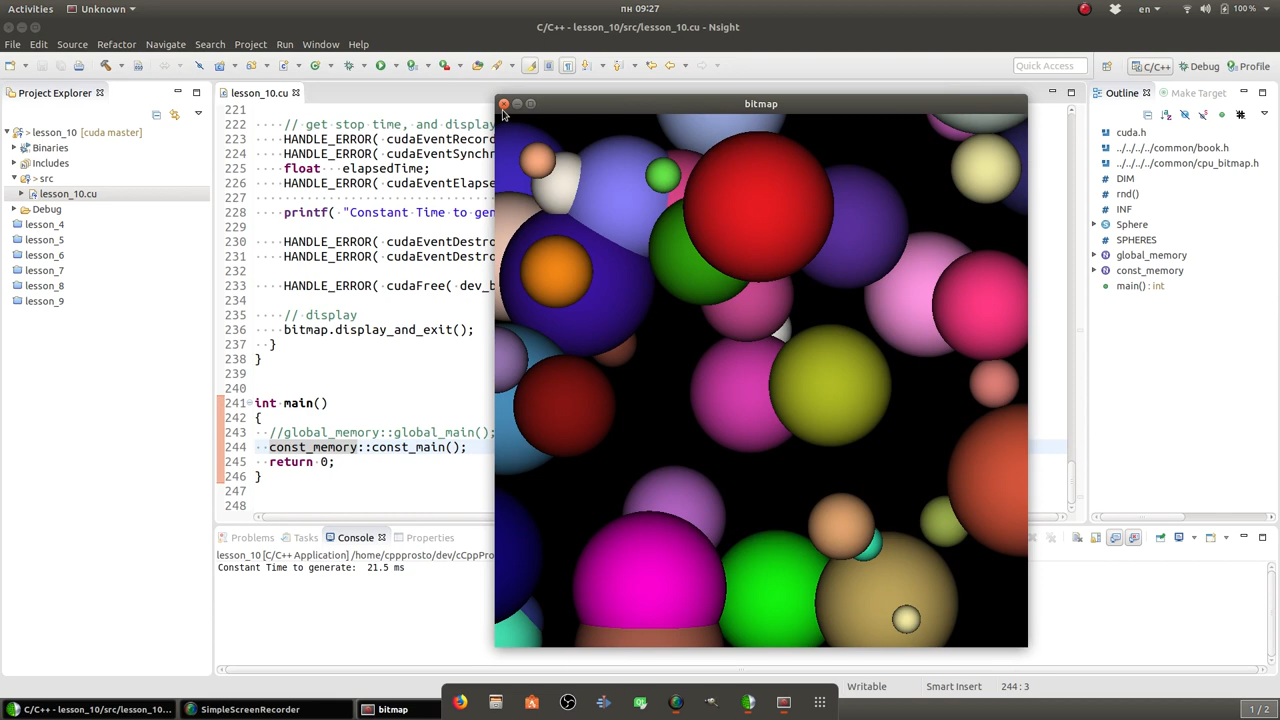 Activities
Unknown
пн 09:27
en
100 %
C/C++ - lesson_10/src/lesson_10.cu - Nsight
File Edit Source Refactor Navigate Search Project Run Window Help
Quick Access
C/C++
Debug
Profile
Project Explorer
lesson_10 [cuda master]
Binaries
Includes
src
lesson_10.cu
Debug
lesson_4
lesson_5
lesson_6
lesson_7
lesson_8
lesson_9
lesson_10.cu
221
222 // get stop time, and display
223 HANDLE_ERROR( cudaEventRecor
224 HANDLE_ERROR( cudaEventSynchr
225 float elapsedTime;
226 HANDLE_ERROR( cudaEventElapse
227
228 printf( "Constant Time to gen
229
230 HANDLE_ERROR( cudaEventDestro
231 HANDLE_ERROR( cudaEventDestro
232
233 HANDLE_ERROR( cudaFree( dev_b
234
235 // display
236 bitmap.display_and_exit();
237 }
238 }
239
240
241 int main()
242 {
243 //global_memory::global_main();
244 const_memory::const_main();
245 return 0;
246 }
247
248
bitmap
Outline
Make Target
cuda.h
../../../../common/book.h
../../../../common/cpu_bitmap.h
DIM
rnd()
INF
Sphere
SPHERES
global_memory
const_memory
main() : int
Problems
Tasks
Console
Properties
lesson_10 [C/C++ Application] /home/cppprosto/dev/cCppPro
Constant Time to generate: 21.5 ms
Writable
Smart Insert
244 : 3
C/C++ - lesson_10/src/lesson_10...
SimpleScreenRecorder
bitmap
1 / 2